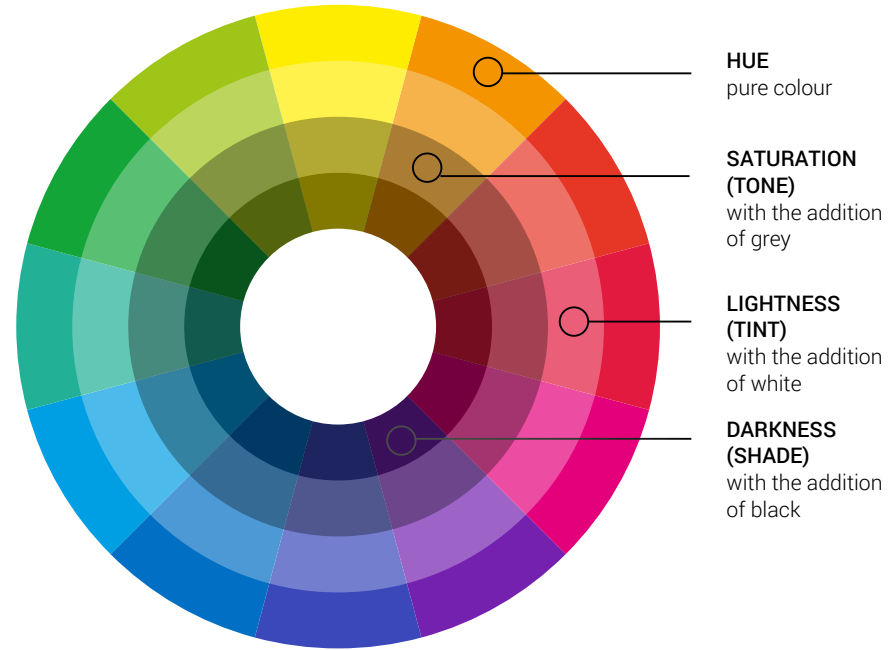 HUE
pure colour
SATURATION
(TONE)
with the addition
of grey
LIGHTNESS
(TINT)
with the addition
of white
DARKNESS
(SHADE)
with the addition
of black